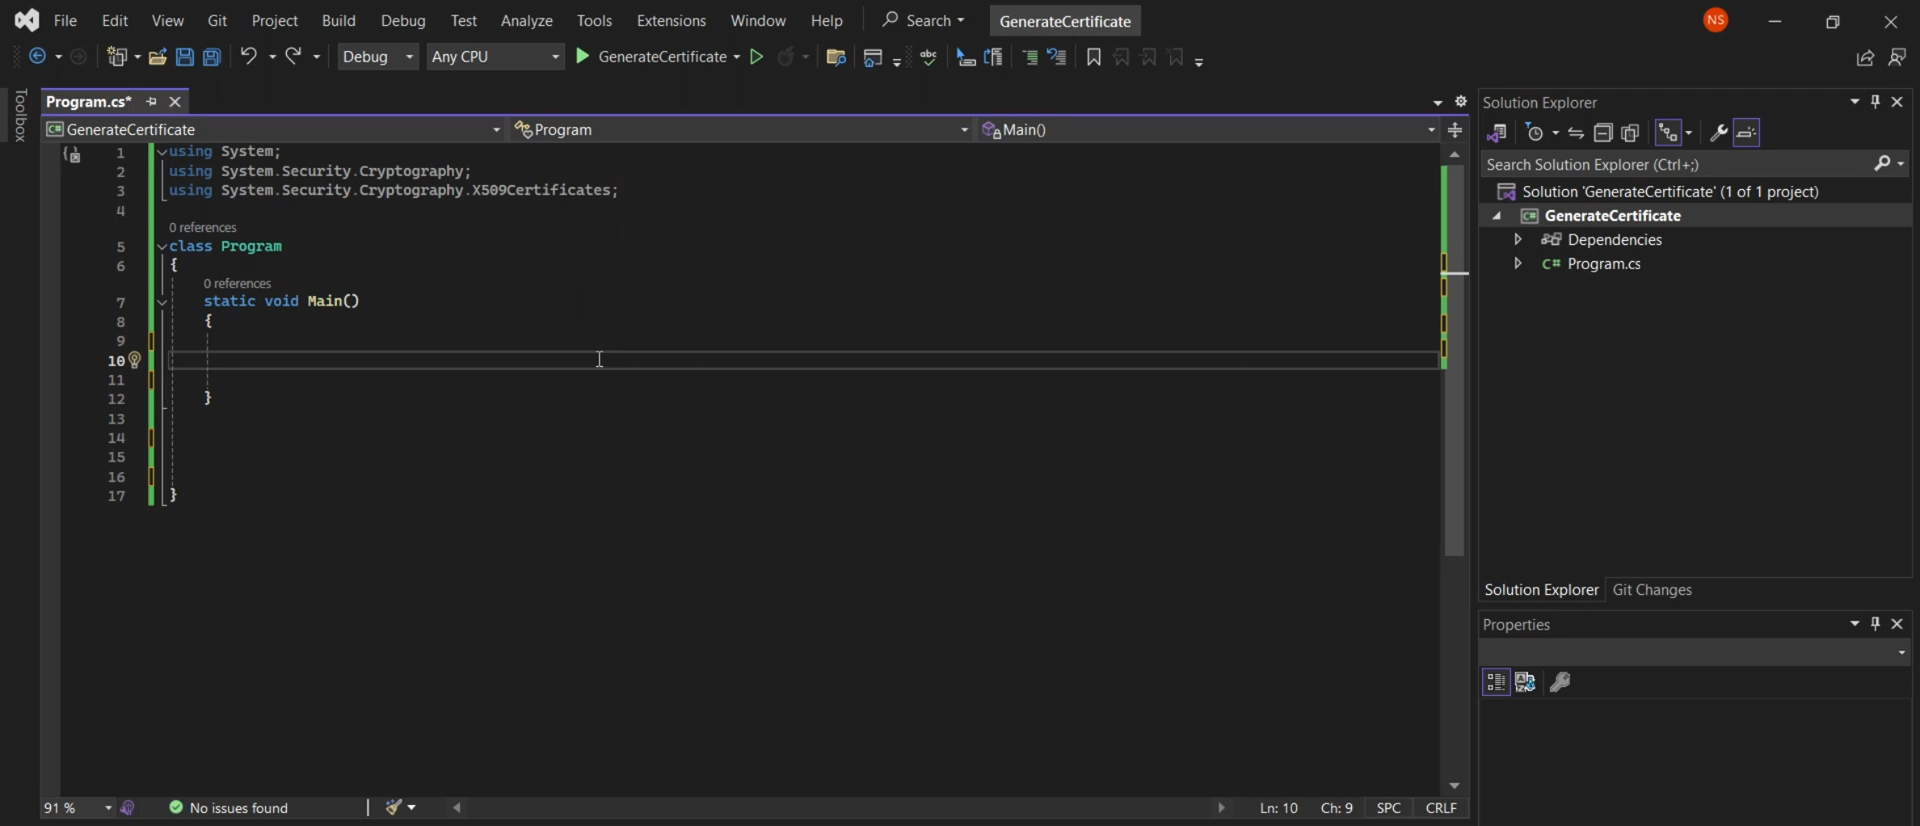 File Edit View Git Project Build Debug Test Analyze Tools Extensions Window Help Search GenerateCertificate NS
Debug Any CPU GenerateCertificate abc
Toolbox
Program.cs*
GenerateCertificate Program Main()
1 using System;
2 using System.Security.Cryptography;
3 using System.Security.Cryptography.X509Certificates;
4
0 references
5 class Program
6 {
0 references
7 static void Main()
8 {
9
10
11
12 }
13
14
15
16
17 }
91 % No issues found Ln: 10 Ch: 9 SPC CRLF
Solution Explorer
Search Solution Explorer (Ctrl+;)
Solution 'GenerateCertificate' (1 of 1 project)
C# GenerateCertificate
Dependencies
C# Program.cs
Solution Explorer Git Changes
Properties